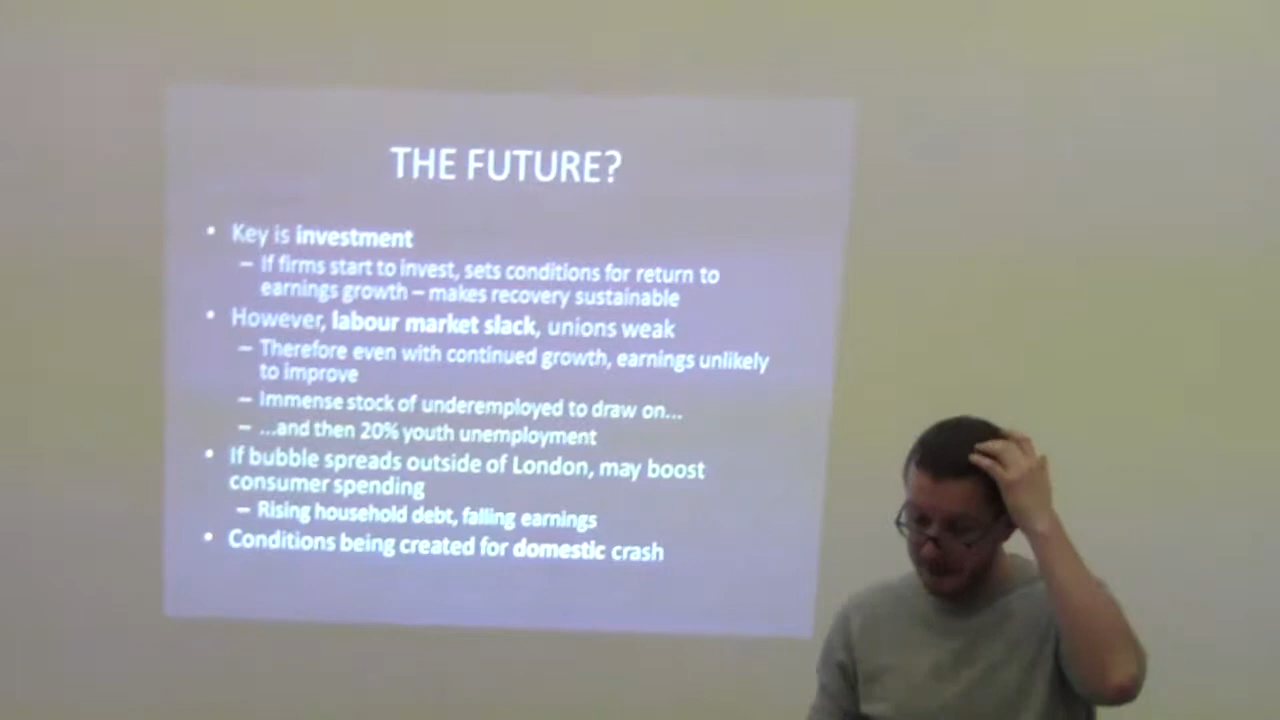 THE FUTURE?
• Key is investment
– If firms start to invest, sets conditions for return to
earnings growth – makes recovery sustainable
• However, labour market slack, unions weak
– Therefore even with continued growth, earnings unlikely
to improve
– Immense stock of underemployed to draw on...
– ...and then 20% youth unemployment
• If bubble spreads outside of London, may boost
consumer spending
– Rising household debt, falling earnings
• Conditions being created for domestic crash